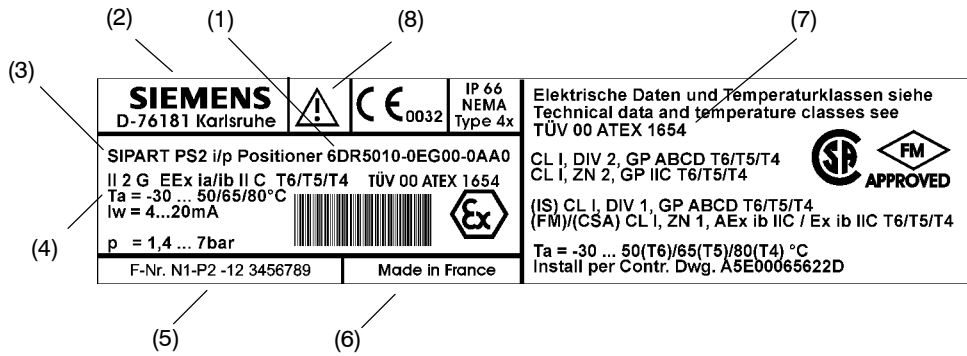 (2)
(1)
(8)
(7)
(3)
SIEMENS
D-76181 Karlsruhe
CE 0032
IP 66
NEMA
Type 4x
SIPART PS2 i/p Positioner 6DR5010-0EG00-0AA0
II 2 G EEx ia/ib II C T6/T5/T4 TÜV 00 ATEX 1654
Ta = -30 ... 50/65/80°C
Iw = 4...20mA
Ex
p = 1,4 ... 7bar
(4)
F-Nr. N1-P2 -12 3456789
Made in France
Elektrische Daten und Temperaturklassen siehe
Technical data and temperature classes see
TÜV 00 ATEX 1654
CL I, DIV 2, GP ABCD T6/T5/T4
CL I, ZN 2, GP IIC T6/T5/T4
SA
FM
APPROVED
(IS) CL I, DIV 1, GP ABCD T6/T5/T4
(FM)/(CSA) CL I, ZN 1, AEx ib IIC / Ex ib IIC T6/T5/T4
Ta = -30 ... 50(T6)/65(T5)/80(T4) °C
Install per Contr. Dwg. A5E00065622D
(5)
(6)